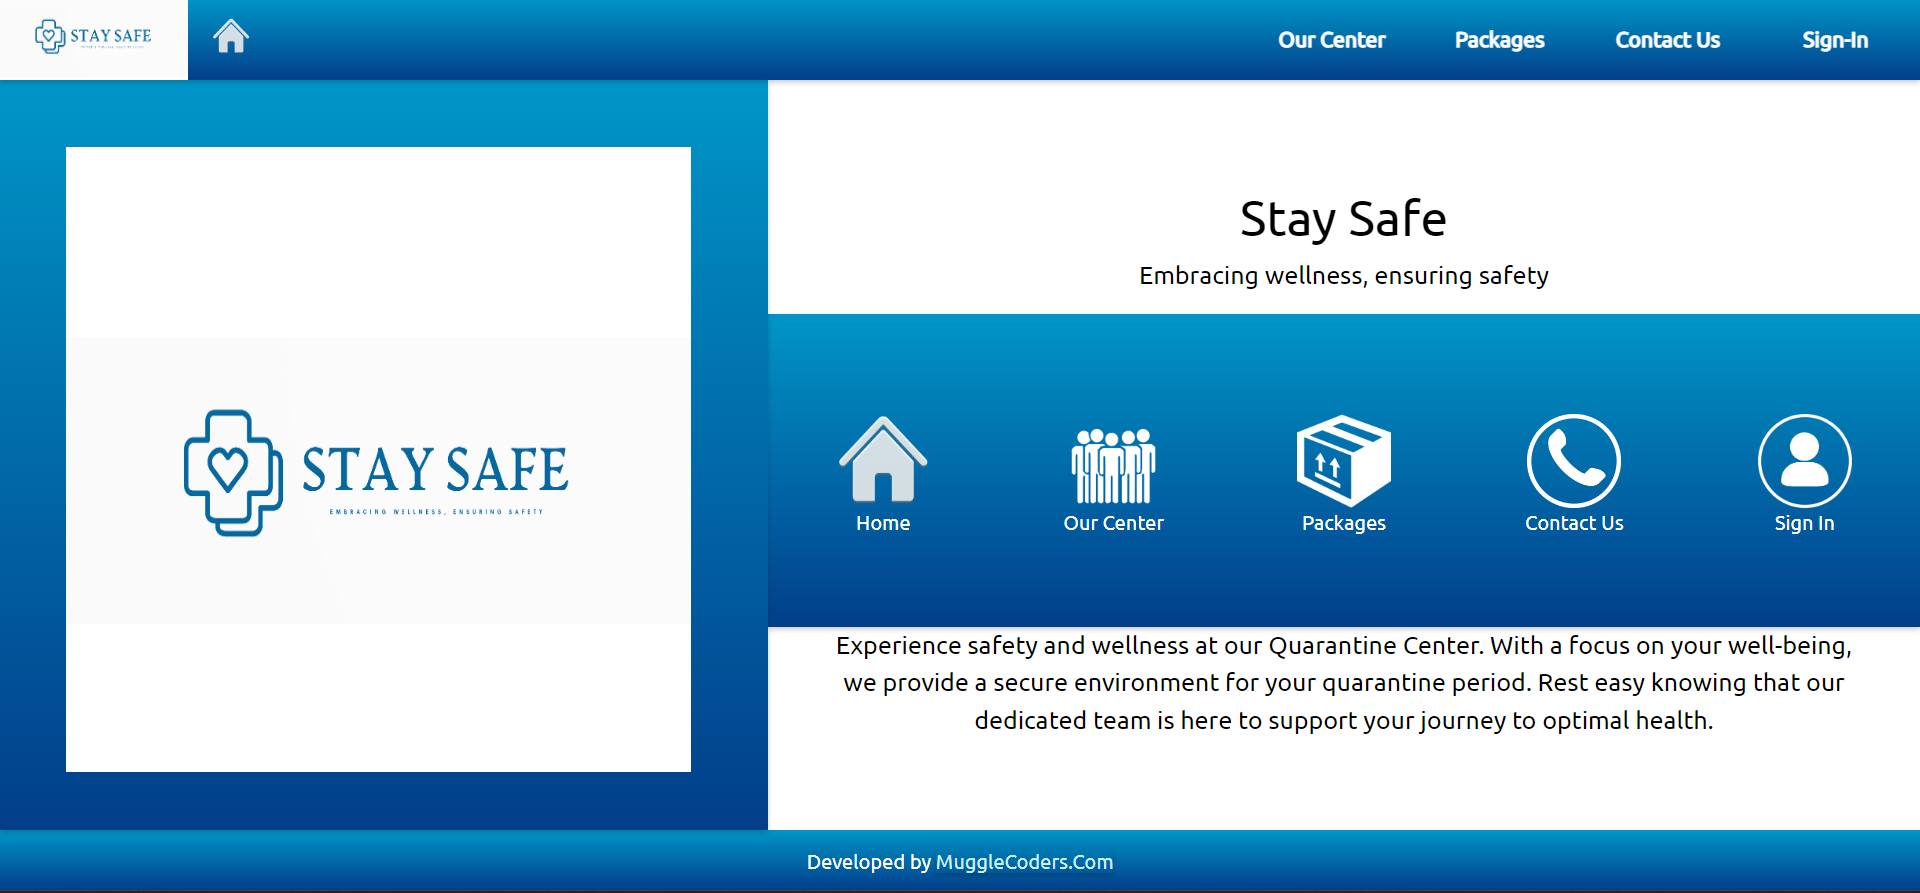 STAY SAFE
Our Center
Packages
Contact Us
Sign-In
STAY SAFE
EMBRACING WELLNESS, ENSURING SAFETY
Stay Safe
Embracing wellness, ensuring safety
Home
Our Center
Packages
Contact Us
Sign In
Experience safety and wellness at our Quarantine Center. With a focus on your well-being,
we provide a secure environment for your quarantine period. Rest easy knowing that our
dedicated team is here to support your journey to optimal health.
Developed by MuggleCoders.Com